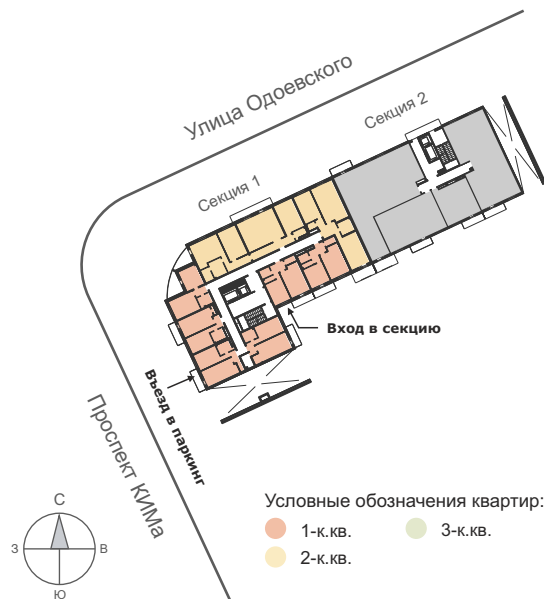 Улица Одоевского
Секция 2
Секция 1
Вход в секцию
Въезд в паркинг
Проспект КИМа
С
З
В
Ю
Условные обозначения квартир:
1-к.кв.
3-к.кв.
2-к.кв.